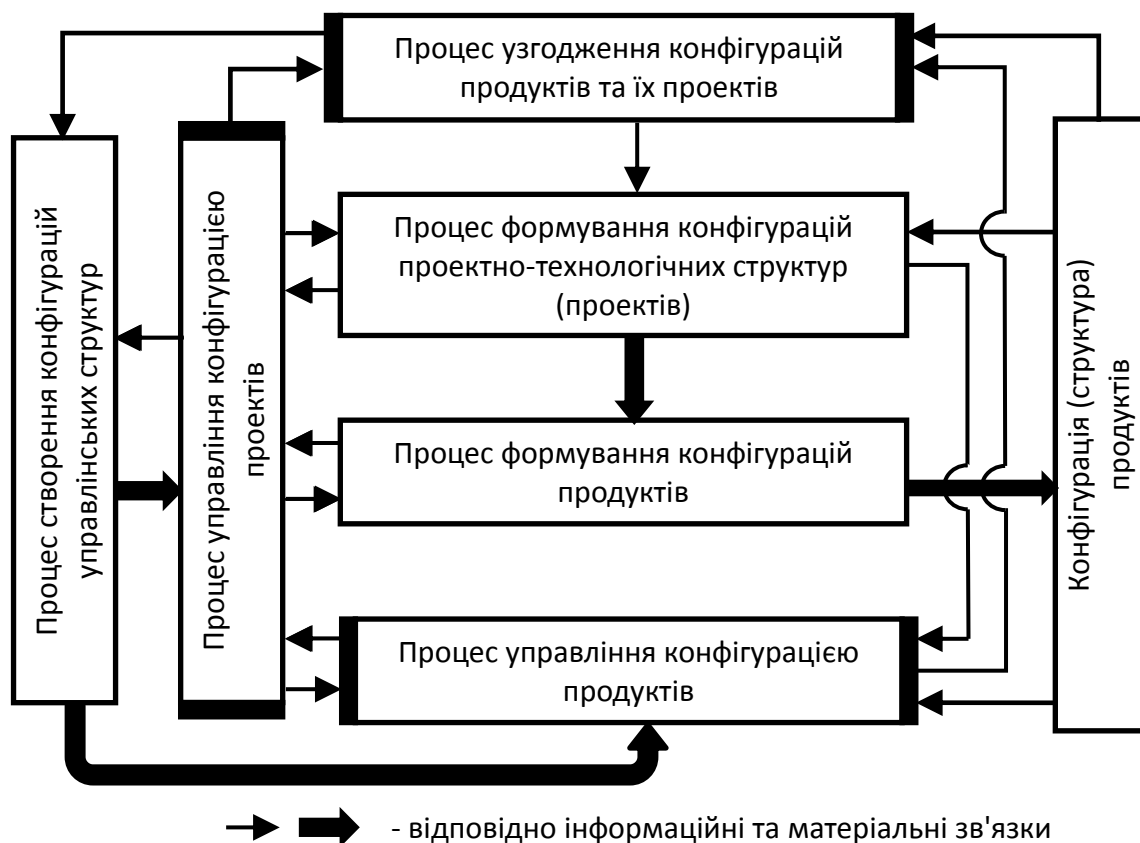 Процес узгодження конфігурацій
продуктів та їх проектів
Процес створення конфігурацій
управлінських структур
Процес управління конфігурацією
проектів
Процес формування конфігурацій
проектно-технологічних структур
(проектів)
Процес формування конфігурацій
продуктів
Процес управління конфігурацією
продуктів
Конфігурація (структура)
продуктів
- відповідно інформаційні та матеріальні зв'язки